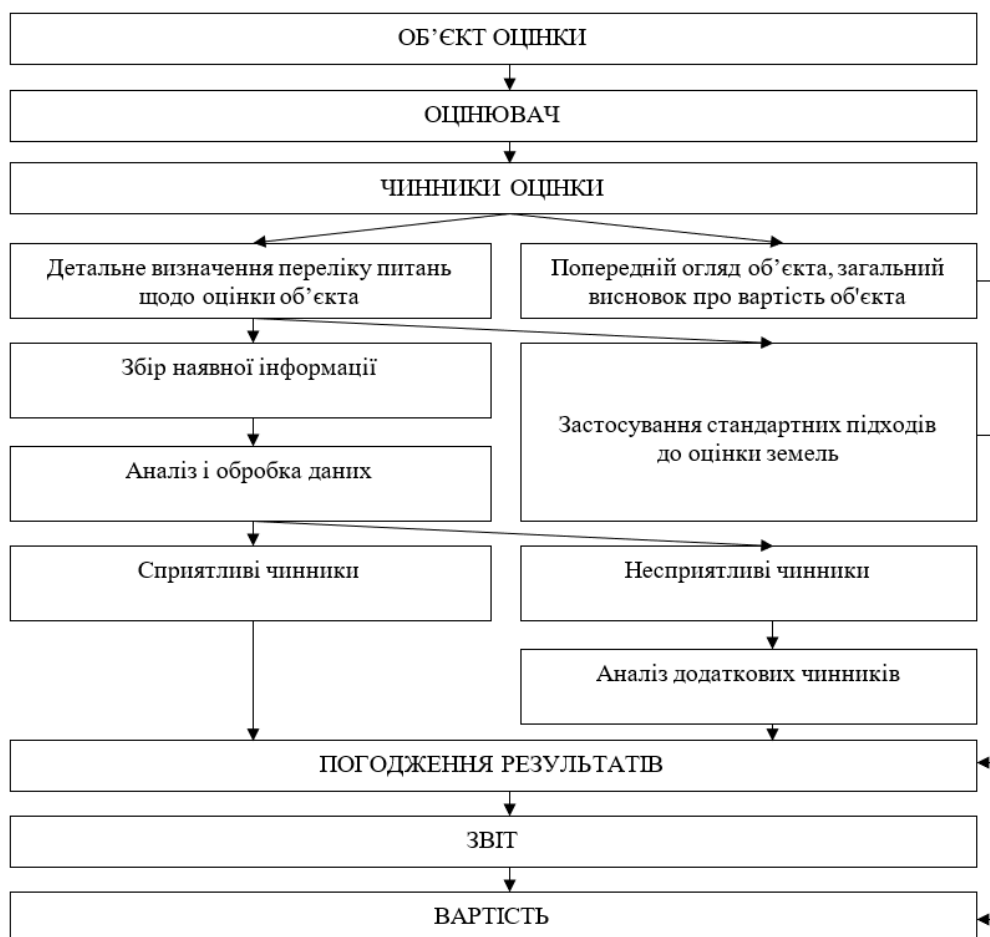 ОБ’ЄКТ ОЦІНКИ
ОЦІНЮВАЧ
ЧИННИКИ ОЦІНКИ
Детальне визначення переліку питань
щодо оцінки об’єкта
Попередній огляд об’єкта, загальний
висновок про вартість об'єкта
Збір наявної інформації
Застосування стандартних підходів
до оцінки земель
Аналіз і обробка даних
Сприятливі чинники
Несприятливі чинники
Аналіз додаткових чинників
ПОГОДЖЕННЯ РЕЗУЛЬТАТІВ
ЗВІТ
ВАРТІСТЬ